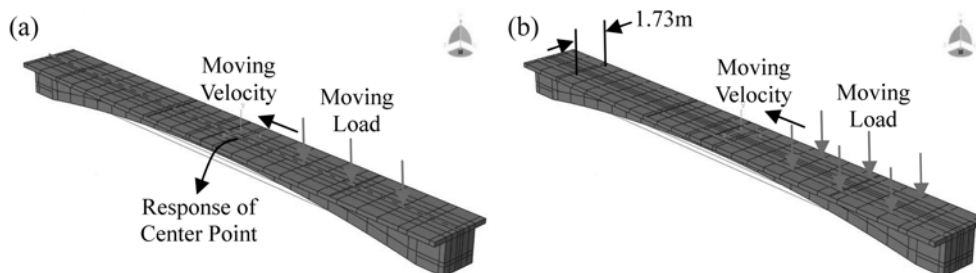 (a)
Moving
Velocity
Moving
Load
Response of
Center Point
(b)
1.73m
Moving
Velocity
Moving
Load